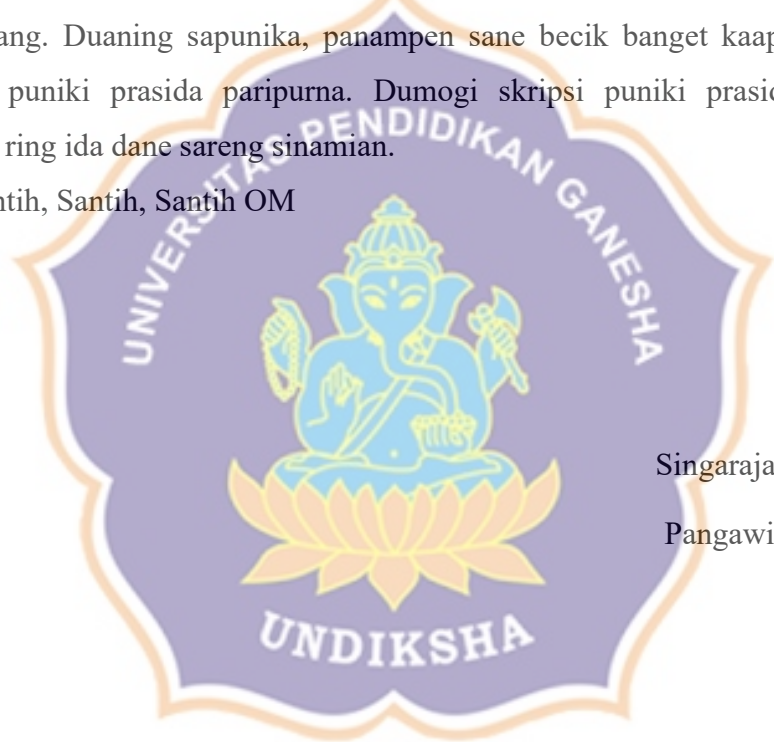 ang. Duaning sapunika, panampen sane becik banget kaap
puniki prasida paripurna. Dumogi skripsi puniki prasid
ring ida dane sareng sinamian.
ntih, Santih, Santih OM
UNIVERSITAS PENDIDIKAN GANESHA
Singaraja
Pangawi
UNDIKSHA